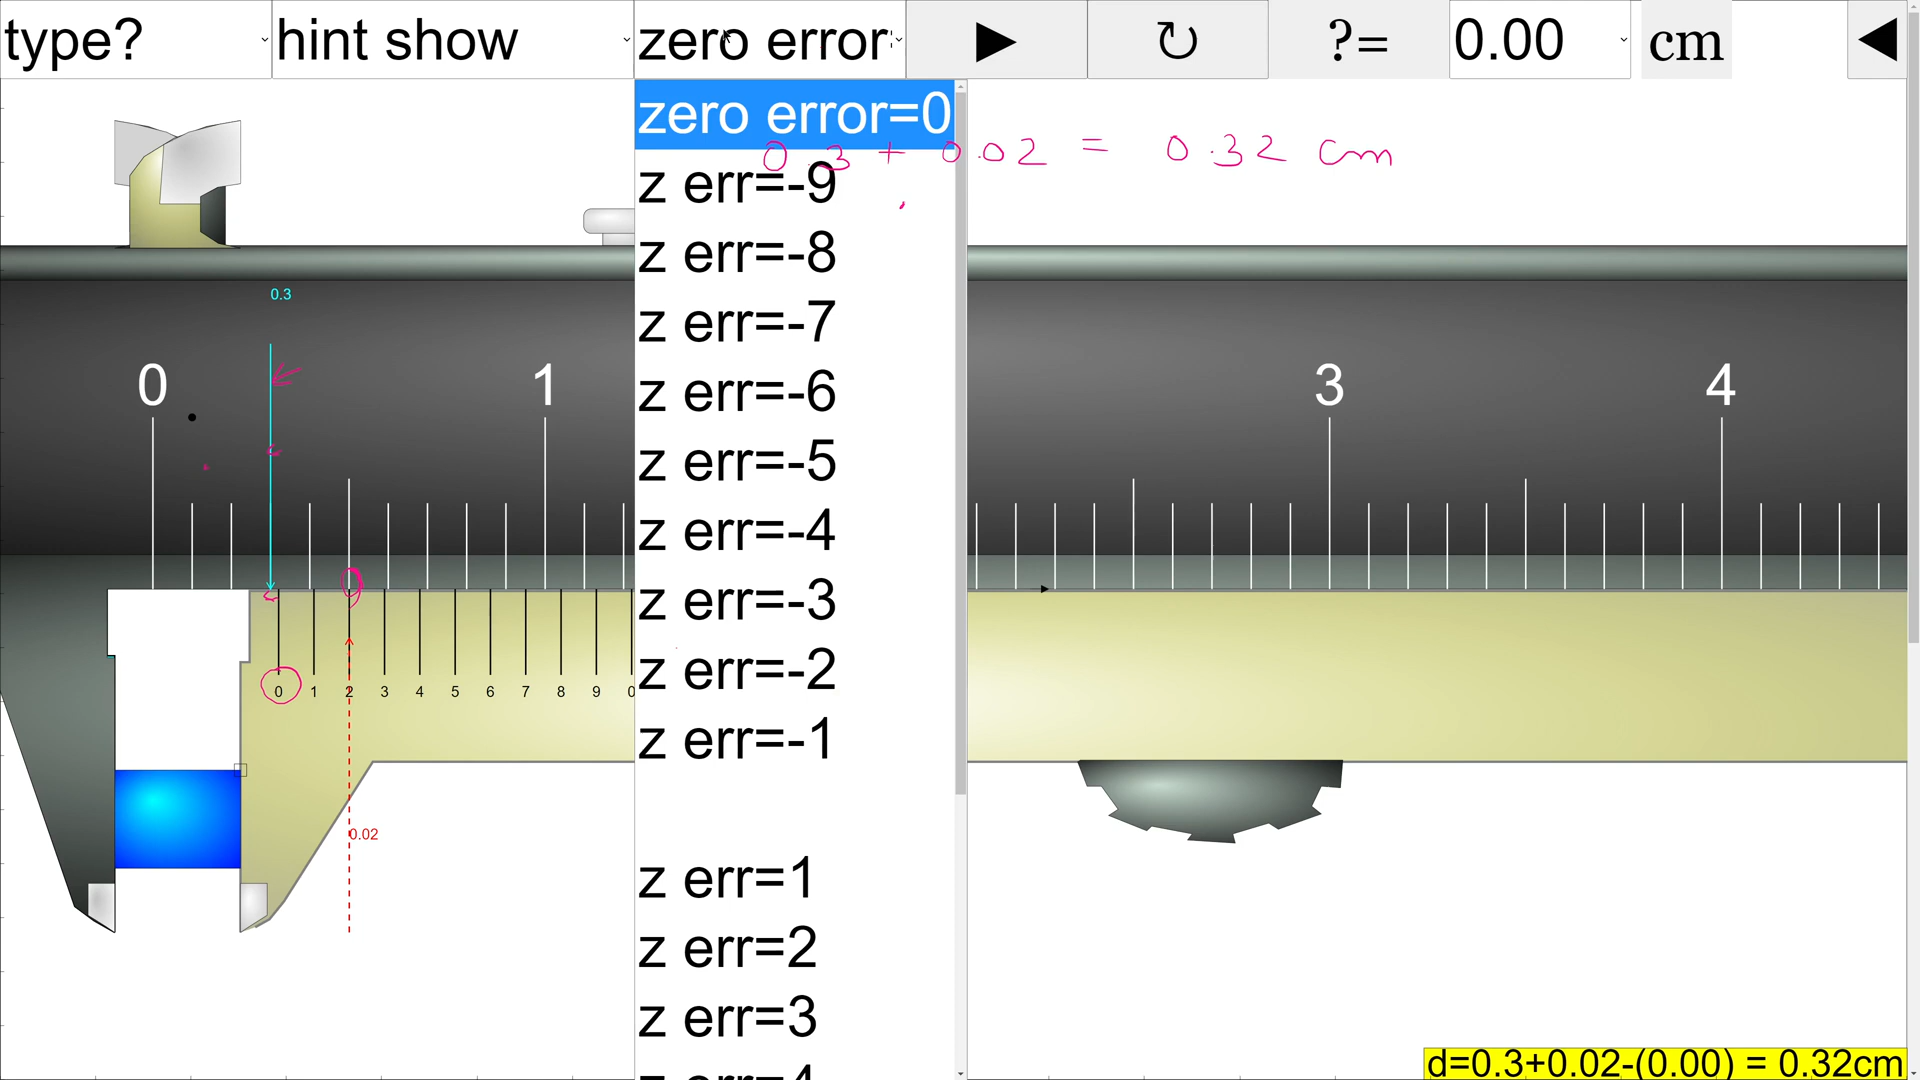 type? hint show zero error: ▶ ↻ ?= 0.00 cm ◀
zero error=0
0.3 + 0.02 = 0.32 cm
z err=-9
z err=-8
z err=-7
z err=-6
z err=-5
z err=-4
z err=-3
z err=-2
z err=-1
z err=1
z err=2
z err=3
z err=4
0.3
0 1 3 4
0 1 2 3 4 5 6 7 8 9 0
0.02
d=0.3+0.02-(0.00) = 0.32cm